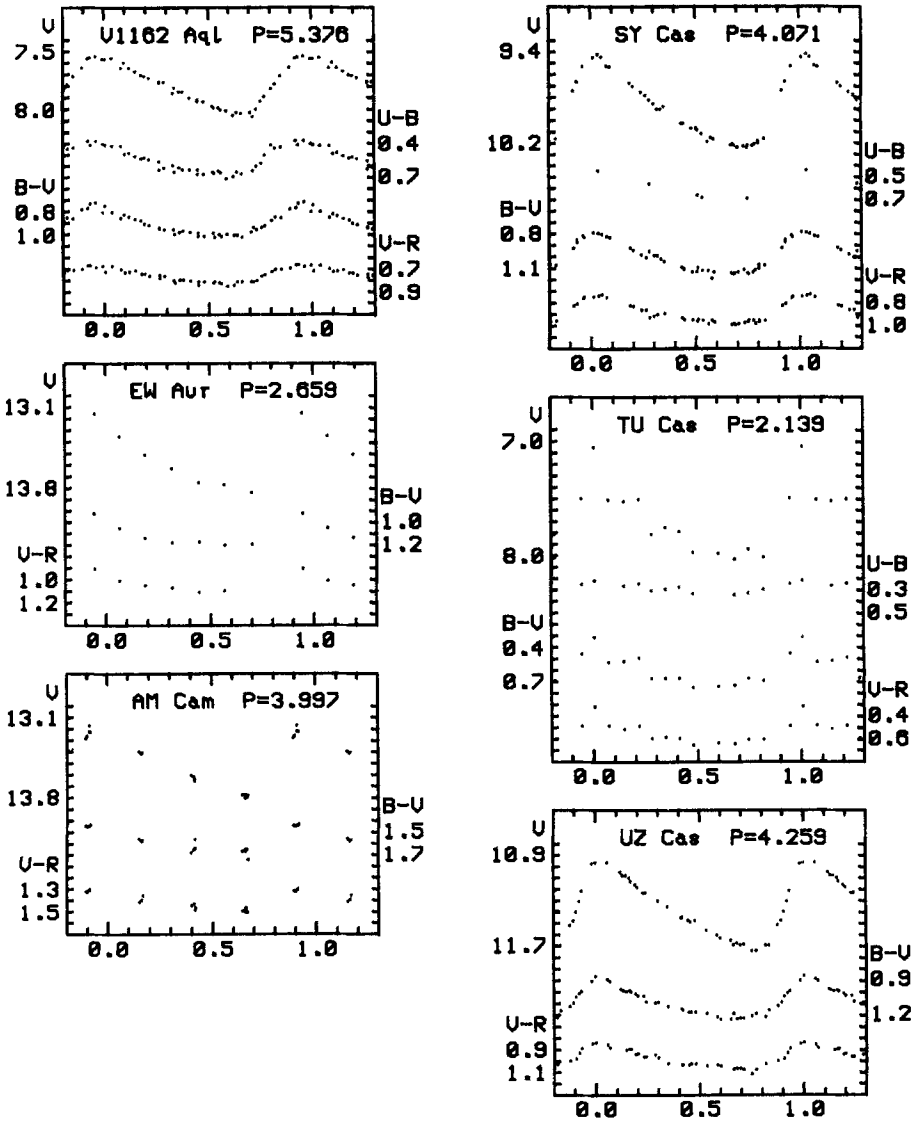 V
V1162 Aql P=5.376
7.5
8.0
U-B
0.4
0.7
B-V
0.8
1.0
V-R
0.7
0.9
0.0 0.5 1.0
V
EW Aur P=2.659
13.1
13.8
B-V
1.0
1.2
V-R
1.0
1.2
0.0 0.5 1.0
V
AM Cam P=3.997
13.1
13.8
B-V
1.5
1.7
V-R
1.3
1.5
0.0 0.5 1.0
V
SY Cas P=4.071
9.4
10.2
U-B
0.5
0.7
B-V
0.8
1.1
V-R
0.8
1.0
0.0 0.5 1.0
V
TU Cas P=2.139
7.0
8.0
U-B
0.3
0.5
B-V
0.4
0.7
V-R
0.4
0.6
0.0 0.5 1.0
V
UZ Cas P=4.259
10.9
11.7
B-V
0.9
1.2
V-R
0.9
1.1
0.0 0.5 1.0